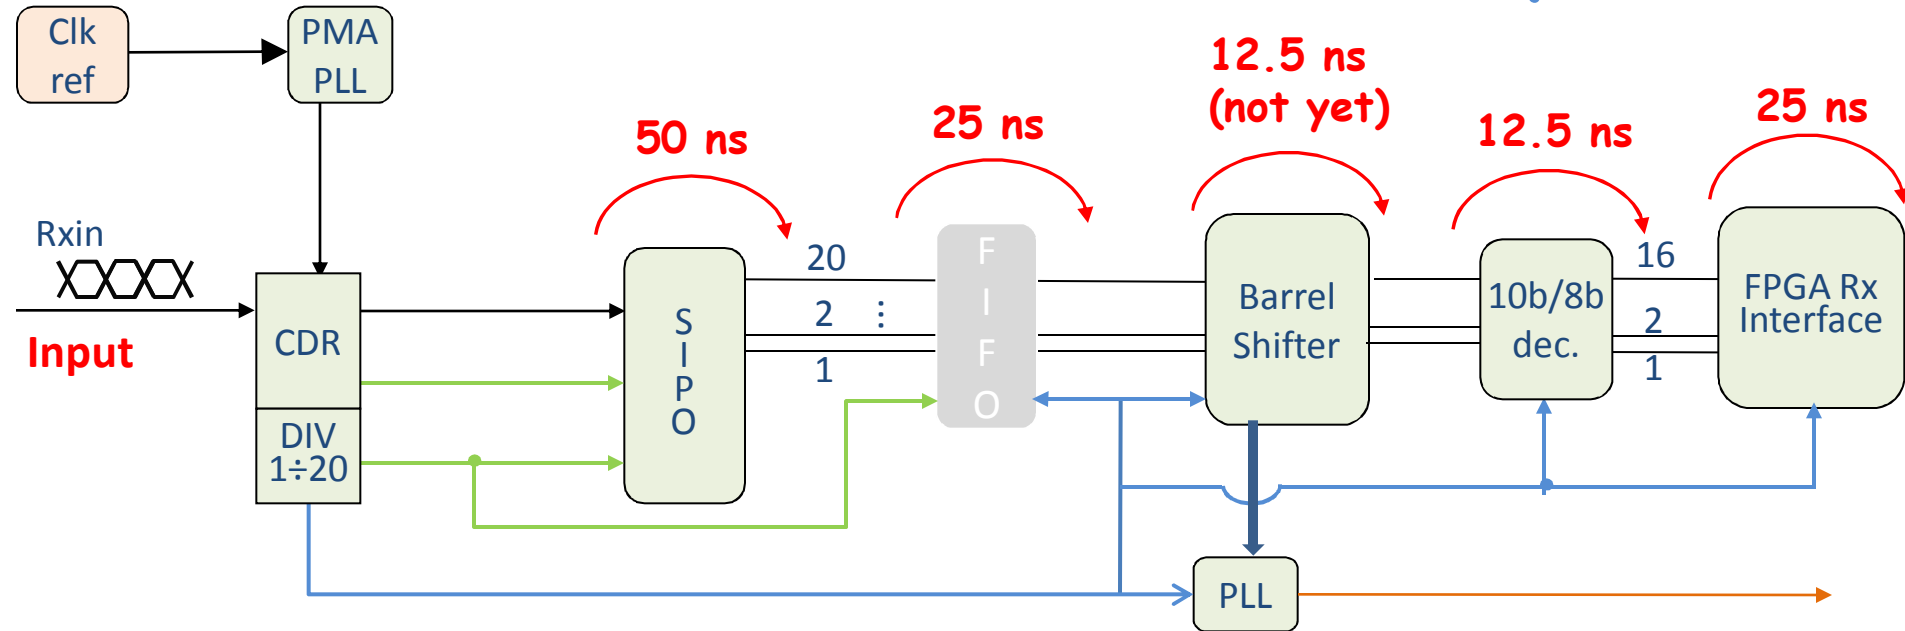 Clk
ref
PMA
PLL
12.5 ns
(not yet)
50 ns
25 ns
12.5 ns
25 ns
Rxin
Input
CDR
DIV
1÷20
S
I
P
O
20
2 ⋮
1
F
I
F
O
Barrel
Shifter
10b/8b
dec.
16
2
1
FPGA Rx
Interface
PLL